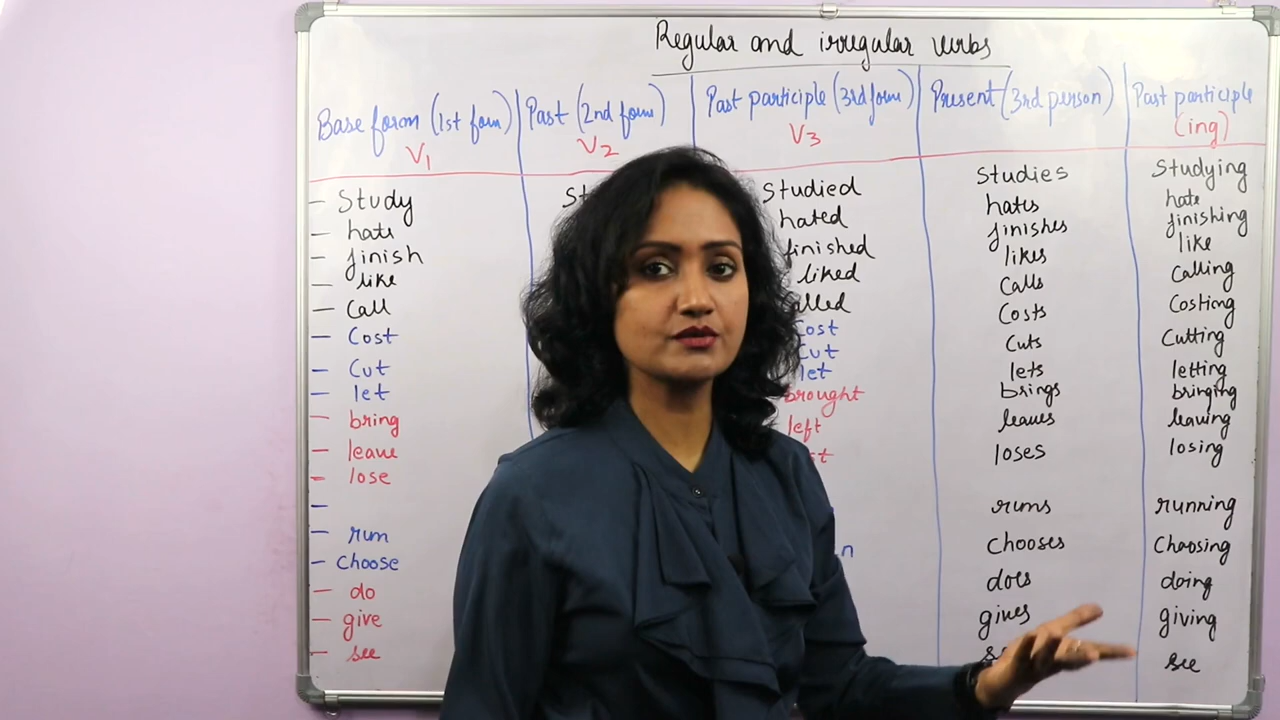 Regular and irregular verbs
Base form (1st form) Past (2nd form) Past participle (3rd form) Present (3rd person) Past participle
V1 V2 V3 (ing)
– Study St studied studies studying
– hate hated hates hate
– finish finished finishes finishing
– like liked likes like
– Call alled Calls Calling
– Cost Cost Costs Costing
– Cut Cut Cuts Cutting
– let let lets letting
– bring brought brings bringing
– leave left leaves leaving
– lose st loses losing
–
– run runs running
– Choose n Chooses Choosing
– do does doing
– give gives giving
– see see